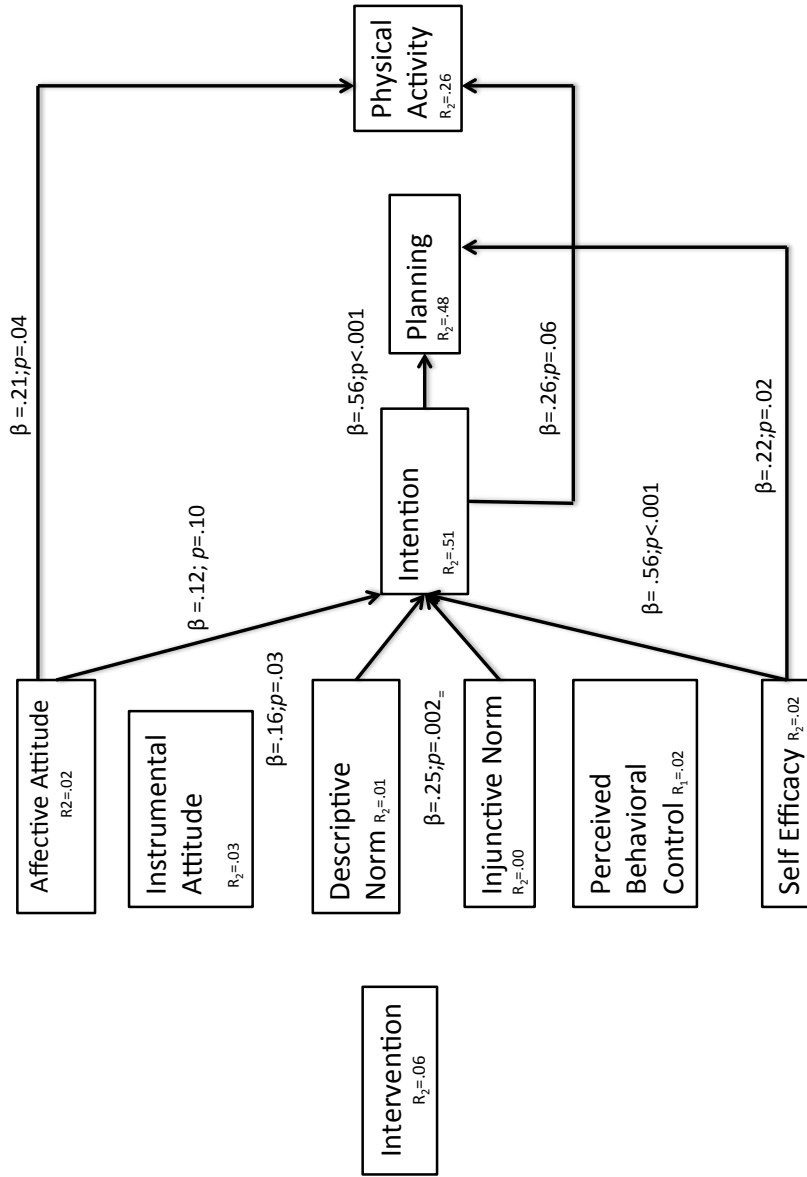 Intervention
R₂=.06
Affective Attitude
R2=.02
Instrumental
Attitude
R₂=.03
Descriptive
Norm R₂=.01
Injunctive Norm
R₂=.00
Perceived
Behavioral
Control R₁=.02
Self Efficacy R₂=.02
β =.21;p=.04
β =.12; p=.10
β=.16;p=.03
β=.25;p=.002₌
β= .56;p<.001
β=.22;p=.02
Intention
R₂=.51
β=.56;p<.001
β=.26;p=.06
Planning
R₂=.48
Physical
Activity
R₂=.26